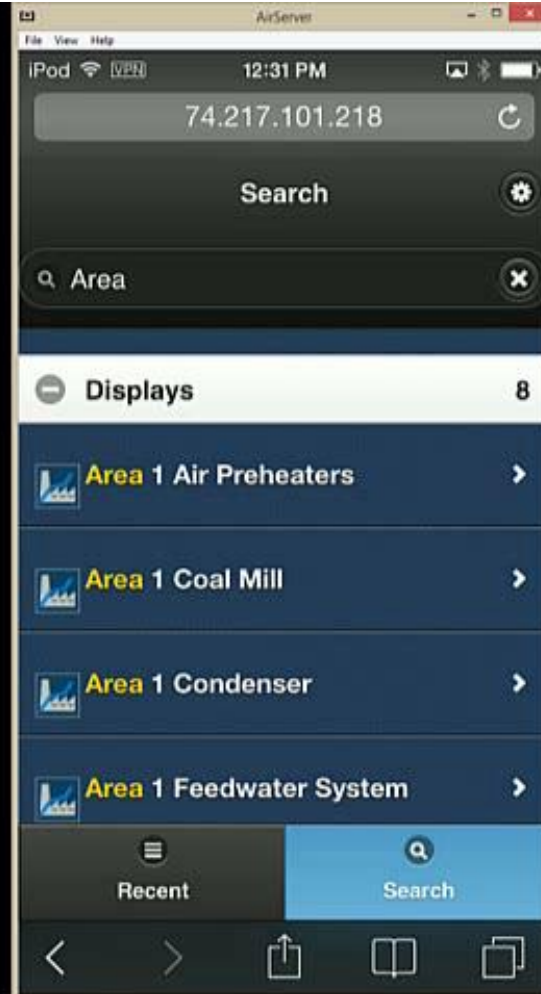 AirServer
File View Help
iPod VPN 12:31 PM
74.217.101.218
Search
Area
Displays 8
Area 1 Air Preheaters
Area 1 Coal Mill
Area 1 Condenser
Area 1 Feedwater System
Recent Search